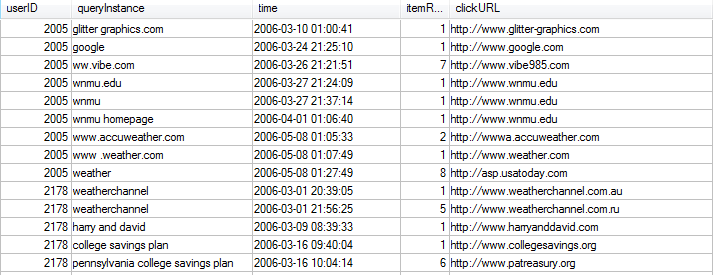 userID queryInstance time itemR... clickURL
2005 glitter graphics.com 2006-03-10 01:00:41 1 http://www.glitter-graphics.com
2005 google 2006-03-24 21:25:10 1 http://www.google.com
2005 ww.vibe.com 2006-03-26 21:21:51 7 http://www.vibe985.com
2005 wnmu.edu 2006-03-27 21:24:09 1 http://www.wnmu.edu
2005 wnmu 2006-03-27 21:37:14 1 http://www.wnmu.edu
2005 wnmu homepage 2006-04-01 01:06:40 1 http://www.wnmu.edu
2005 www.accuweather.com 2006-05-08 01:05:33 2 http://wwwa.accuweather.com
2005 www .weather.com 2006-05-08 01:07:49 1 http://www.weather.com
2005 weather 2006-05-08 01:27:49 8 http://asp.usatoday.com
2178 weatherchannel 2006-03-01 20:39:05 1 http://www.weatherchannel.com.au
2178 weatherchannel 2006-03-01 21:56:25 5 http://www.weatherchannel.com.ru
2178 harry and david 2006-03-09 08:39:33 1 http://www.harryanddavid.com
2178 college savings plan 2006-03-16 09:40:04 1 http://www.collegesavings.org
2178 pennsylvania college savings plan 2006-03-16 10:04:14 6 http://www.patreasury.org